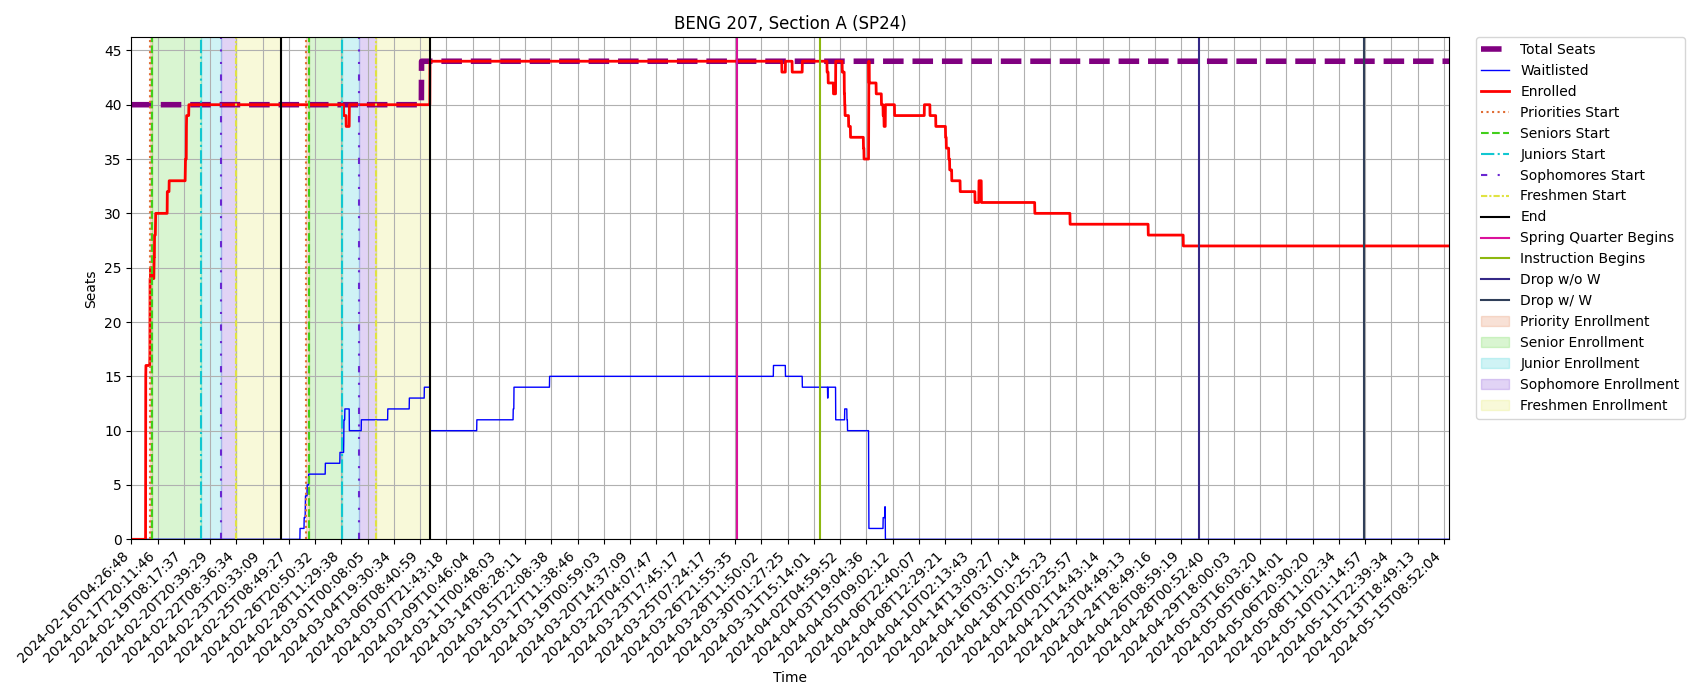 BENG 207, Section A (SP24)
Seats
45
40
35
30
25
20
15
10
5
0
2024-02-16T04:26:48
2024-02-17T20:11:46
2024-02-19T08:17:37
2024-02-20T20:39:29
2024-02-22T08:36:34
2024-02-23T20:33:09
2024-02-25T08:49:27
2024-02-26T20:50:32
2024-02-28T11:29:38
2024-03-01T00:08:05
2024-03-04T19:30:34
2024-03-06T08:40:59
2024-03-07T21:43:18
2024-03-09T10:46:04
2024-03-11T00:48:03
2024-03-14T08:28:11
2024-03-15T22:08:38
2024-03-17T11:38:46
2024-03-19T00:59:03
2024-03-20T14:37:09
2024-03-22T04:07:47
2024-03-23T17:45:17
2024-03-25T07:24:17
2024-03-26T21:55:35
2024-03-28T11:50:02
2024-03-30T01:27:25
2024-03-31T15:14:01
2024-04-02T04:59:52
2024-04-03T19:04:36
2024-04-05T09:02:12
2024-04-06T22:40:07
2024-04-08T12:29:21
2024-04-10T02:13:43
2024-04-14T13:09:27
2024-04-16T03:10:14
2024-04-18T10:25:23
2024-04-20T00:25:57
2024-04-21T14:43:14
2024-04-23T04:49:13
2024-04-24T18:49:16
2024-04-26T08:59:19
2024-04-28T00:52:40
2024-04-29T18:00:03
2024-05-03T16:03:20
2024-05-05T06:14:01
2024-05-06T20:30:20
2024-05-08T11:02:34
2024-05-10T01:14:57
2024-05-11T22:39:34
2024-05-13T18:49:13
2024-05-15T08:52:04
Time
Total Seats
Waitlisted
Enrolled
Priorities Start
Seniors Start
Juniors Start
Sophomores Start
Freshmen Start
End
Spring Quarter Begins
Instruction Begins
Drop w/o W
Drop w/ W
Priority Enrollment
Senior Enrollment
Junior Enrollment
Sophomore Enrollment
Freshmen Enrollment